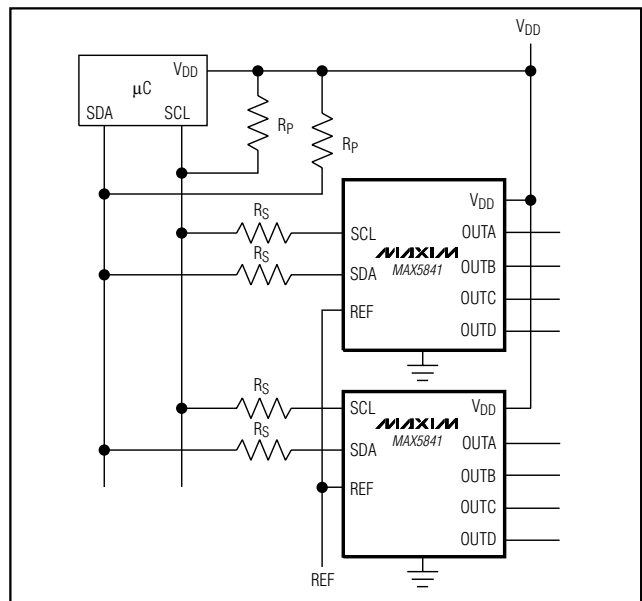 VDD
µC
VDD
SDA SCL
RP
RP
VDD
RS
SCL
OUTA
MAXIM
RS
MAX5841
SDA
OUTB
OUTC
REF
OUTD
RS
SCL
VDD
MAXIM
RS
MAX5841
SDA
OUTA
REF
OUTB
OUTC
OUTD
REF